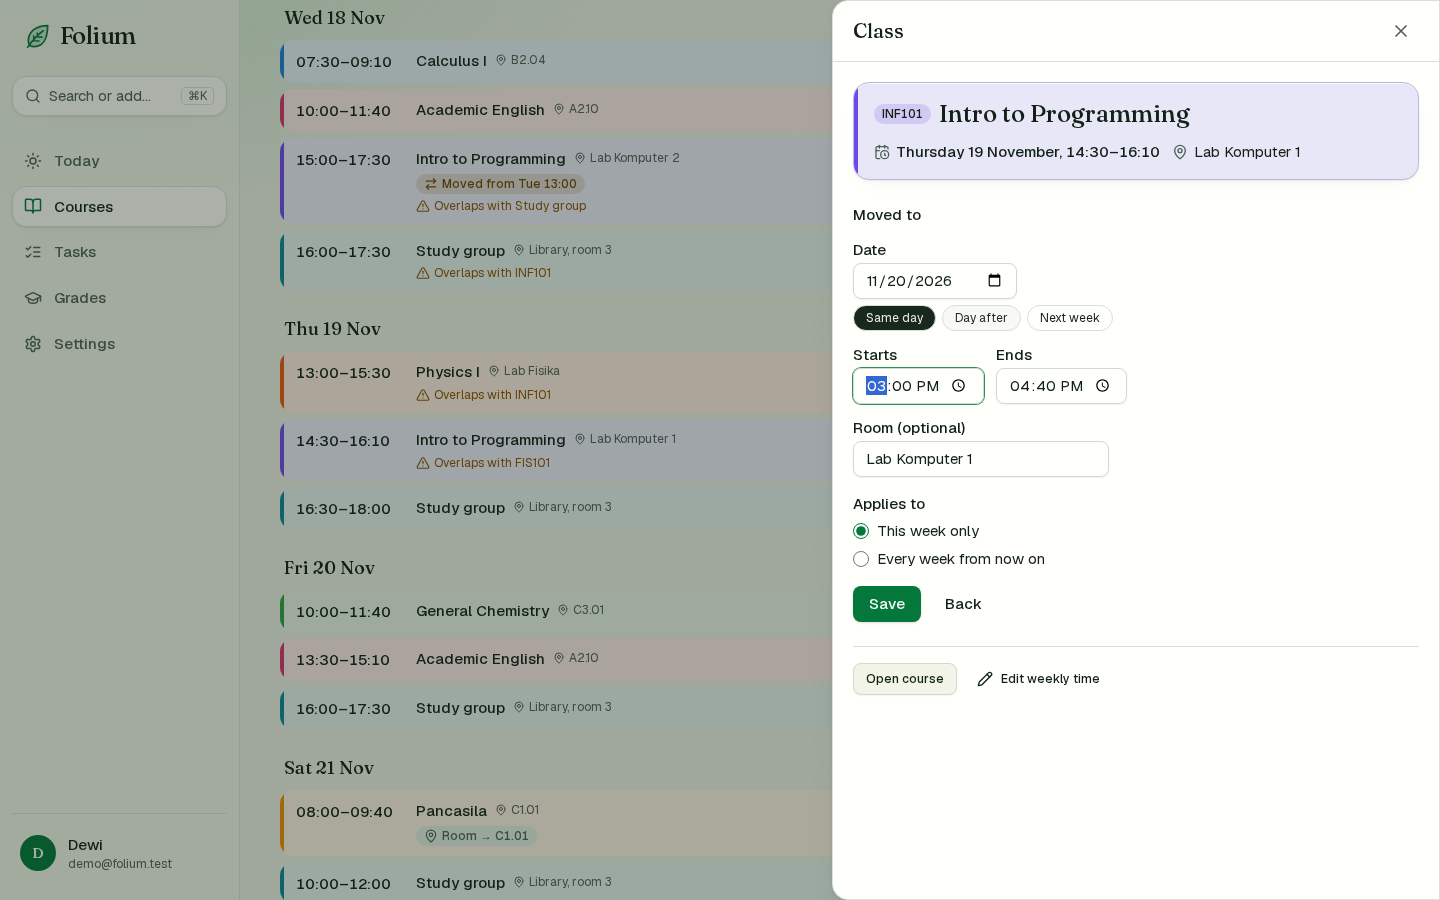 Folium
Search or add...
⌘K
Today
Courses
Tasks
Grades
Settings
D
Dewi
demo@folium.test
Wed 18 Nov
07:30–09:10 Calculus I B2.04
10:00–11:40 Academic English A2.10
15:00–17:30 Intro to Programming Lab Komputer 2
Moved from Tue 13:00
Overlaps with Study group
16:00–17:30 Study group Library, room 3
Overlaps with INF101
Thu 19 Nov
13:00–15:30 Physics I Lab Fisika
Overlaps with INF101
14:30–16:10 Intro to Programming Lab Komputer 1
Overlaps with FIS101
16:30–18:00 Study group Library, room 3
Fri 20 Nov
10:00–11:40 General Chemistry C3.01
13:30–15:10 Academic English A2.10
16:00–17:30 Study group Library, room 3
Sat 21 Nov
08:00–09:40 Pancasila C1.01
Room → C1.01
10:00–12:00 Study group Library, room 3
Class
INF101 Intro to Programming
Thursday 19 November, 14:30–16:10 Lab Komputer 1
Moved to
Date
11/20/2026
Same day Day after Next week
Starts Ends
03:00 PM 04:40 PM
Room (optional)
Lab Komputer 1
Applies to
This week only
Every week from now on
Save Back
Open course Edit weekly time